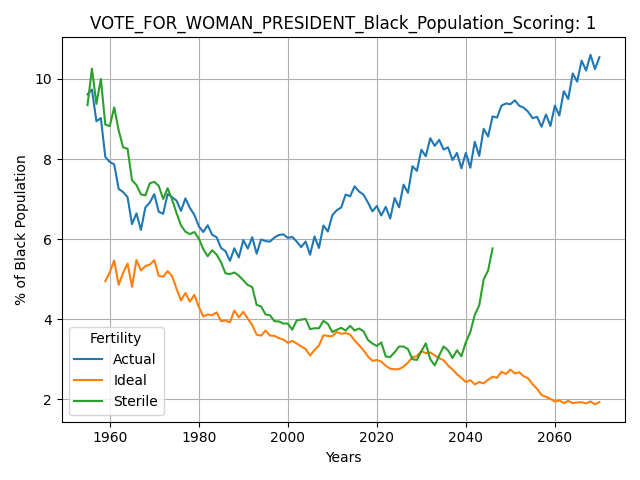 VOTE_FOR_WOMAN_PRESIDENT_Black_Population_Scoring: 1
% of Black Population
10
8
6
4
2
Fertility
Actual
Ideal
Sterile
1960
1980
2000
2020
2040
2060
Years